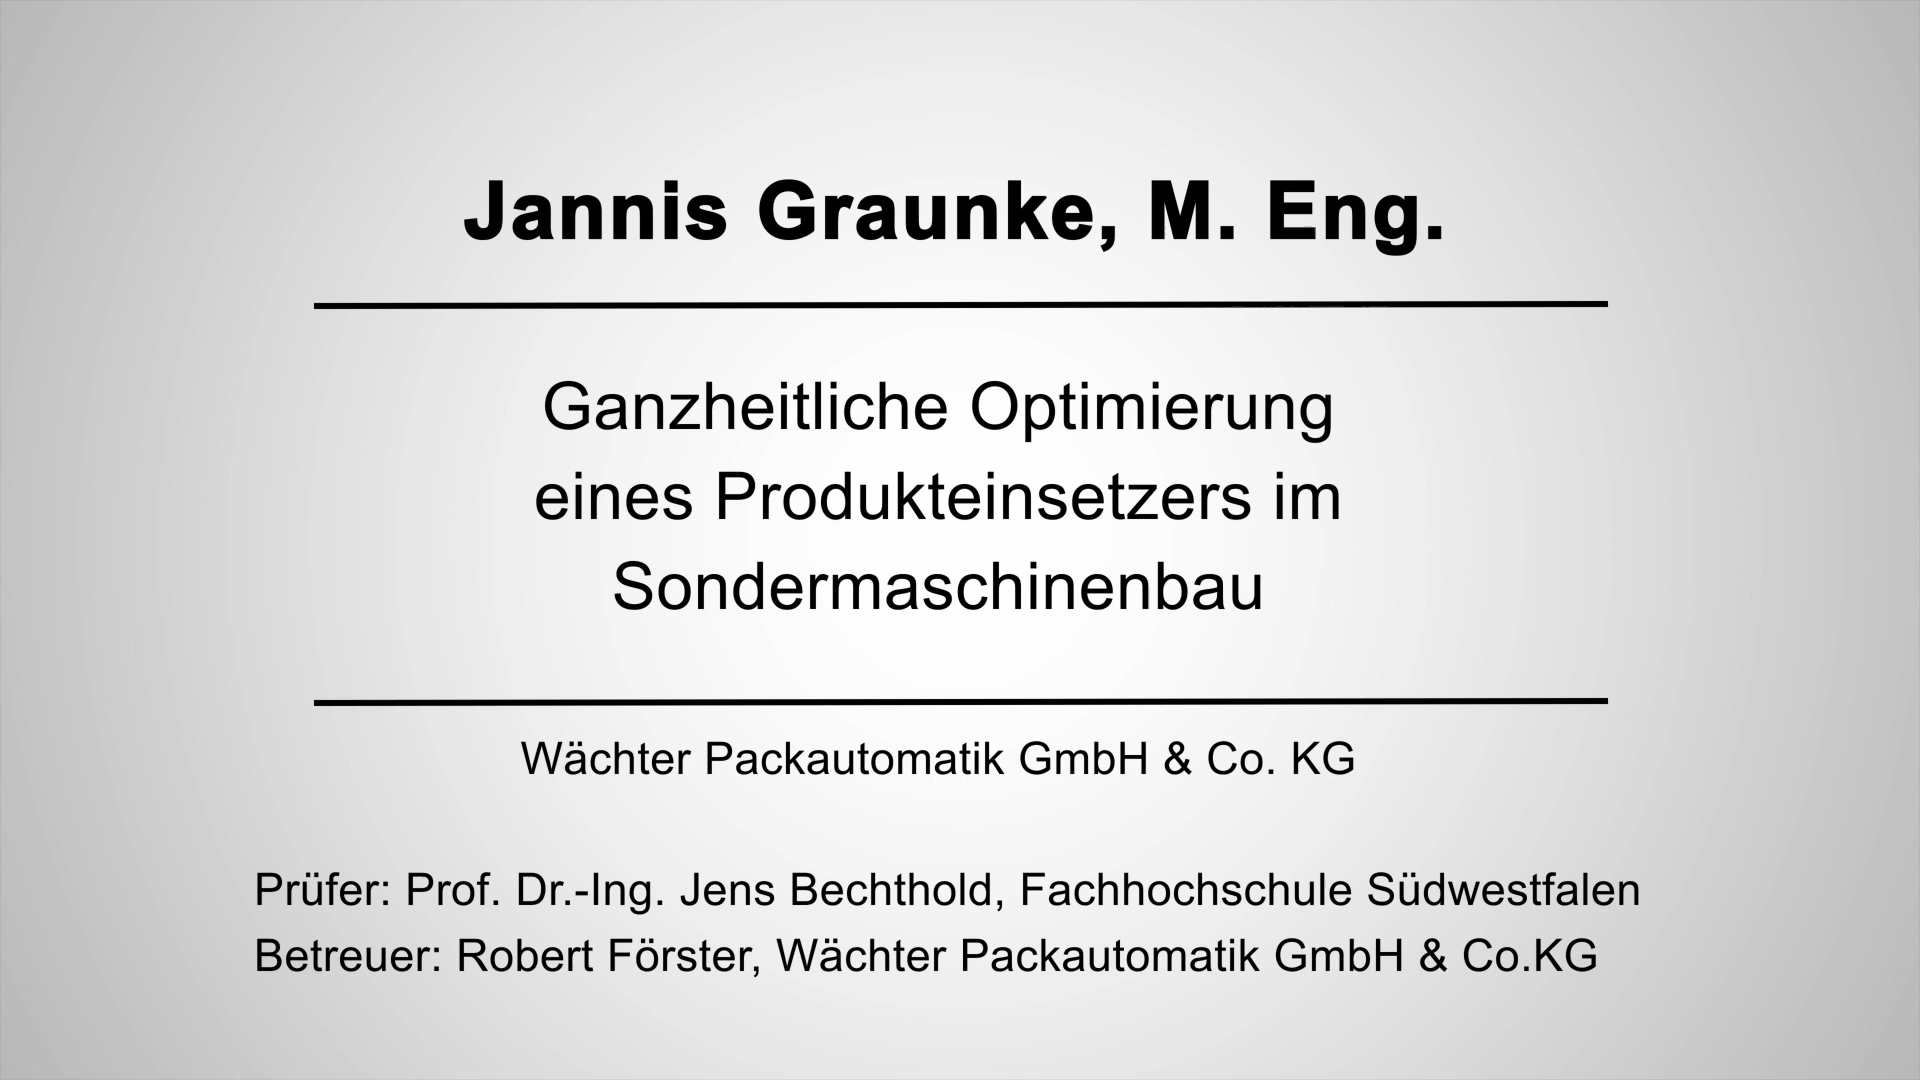 Jannis Graunke, M. Eng.
Ganzheitliche Optimierung
eines Produkteinsetzers im
Sondermaschinenbau
Wächter Packautomatik GmbH & Co. KG
Prüfer: Prof. Dr.-Ing. Jens Bechthold, Fachhochschule Südwestfalen
Betreuer: Robert Förster, Wächter Packautomatik GmbH & Co.KG